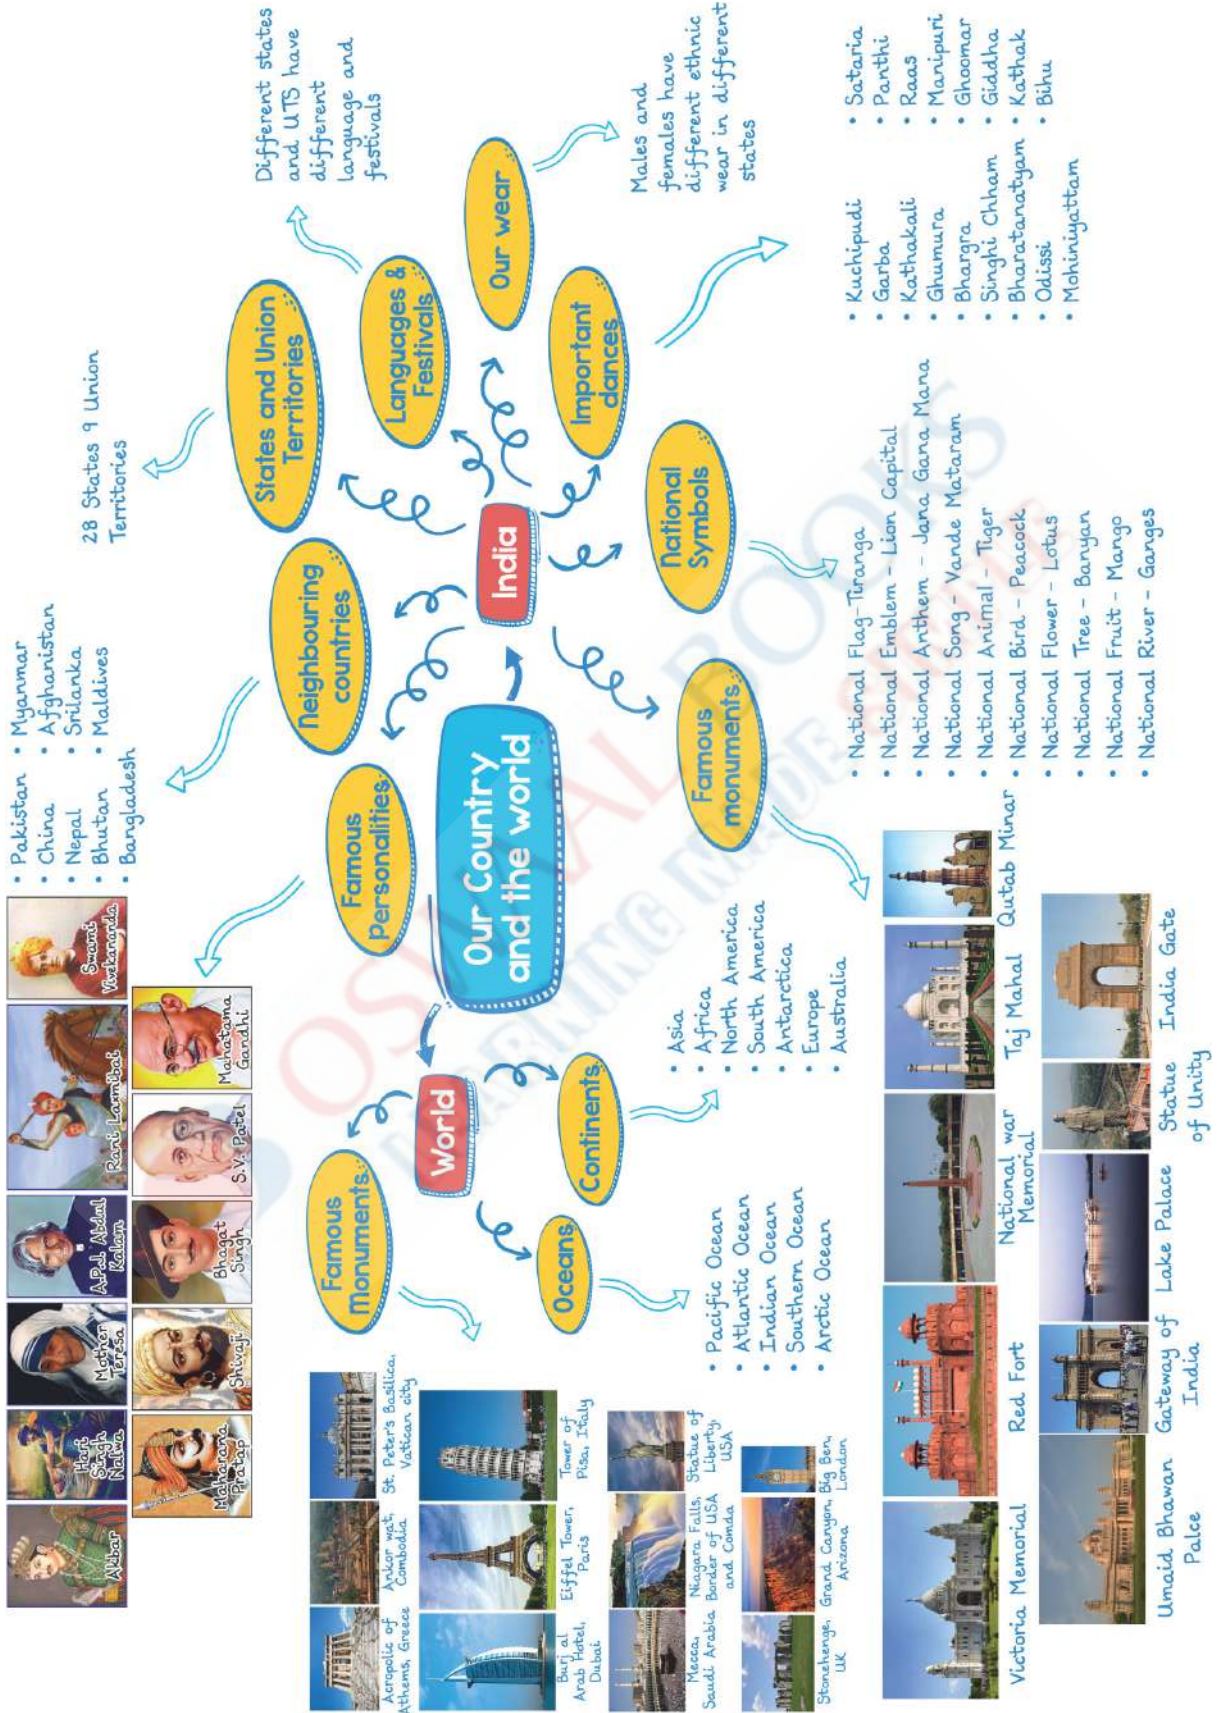 Our Country
and the world
India
World
Famous
Personalities
Neighbouring
countries
States and Union
Territories
Languages &
Festivals
Our wear
Important
dances
National
Symbols
Famous
monuments
Famous
Monuments
Oceans
Continents
Akbar
Hari
Singh
Nalwa
Mother
Teresa
A.P.J. Abdul
Kalam
Rani Laxmibai
Swami
Vivekananda
Maharana
Pratap
Shivaji
Bhagat
Singh
S.V. Patel
Mahatama
Gandhi
• Pakistan • Myanmar
• China • Afghanistan
• Nepal • Srilanka
• Bhutan • Maldives
• Bangladesh
28 States 9 Union
Territories
Different states
and UTS have
different
language and
festivals
Males and
females have
different ethnic
wear in different
states
• Kuchipudi • Sataria
• Garba • Panthi
• Kathakali • Raas
• Ghumura • Manipuri
• Bhangra • Ghoomar
• Singhi Chham • Giddha
• Bharatanatyam • Kathak
• Odissi • Bihu
• Mohiniyattam
• National Flag-Tiranga
• National Emblem - Lion Capital
• National Anthem - Jana Gana Mana
• National Song - Vande Mataram
• National Animal - Tiger
• National Bird - Peacock
• National Flower - Lotus
• National Tree - Banyan
• National Fruit - Mango
• National River - Ganges
• Asia
• Africa
• North America
• South America
• Antarctica
• Europe
• Australia
• Pacific Ocean
• Atlantic Ocean
• Indian Ocean
• Southern Ocean
• Arctic Ocean
Acropolic of
Athems, Greece
Ankor wat,
Combodia
St. Peter's Basilica,
Vatican city
Burj al
Arab Hotel,
Dubai
Eiffel Tower,
Paris
Tower of
Pisa, Italy
Mecca,
Saudi Arabia
Niagara Falls,
Border of USA
and Comda
Statue of
Liberty,
USA
Stonehenge,
UK
Grand Canyon,
Arizona
Big Ben,
London
Victoria Memorial
Red Fort
National war
Memorial
Taj Mahal
Qutab Minar
Umaid Bhawan
Palce
Gateway of
India
Lake Palace
Statue
of Unity
India Gate
OSWAAL BOOKS
LEARNING MADE SIMPLE